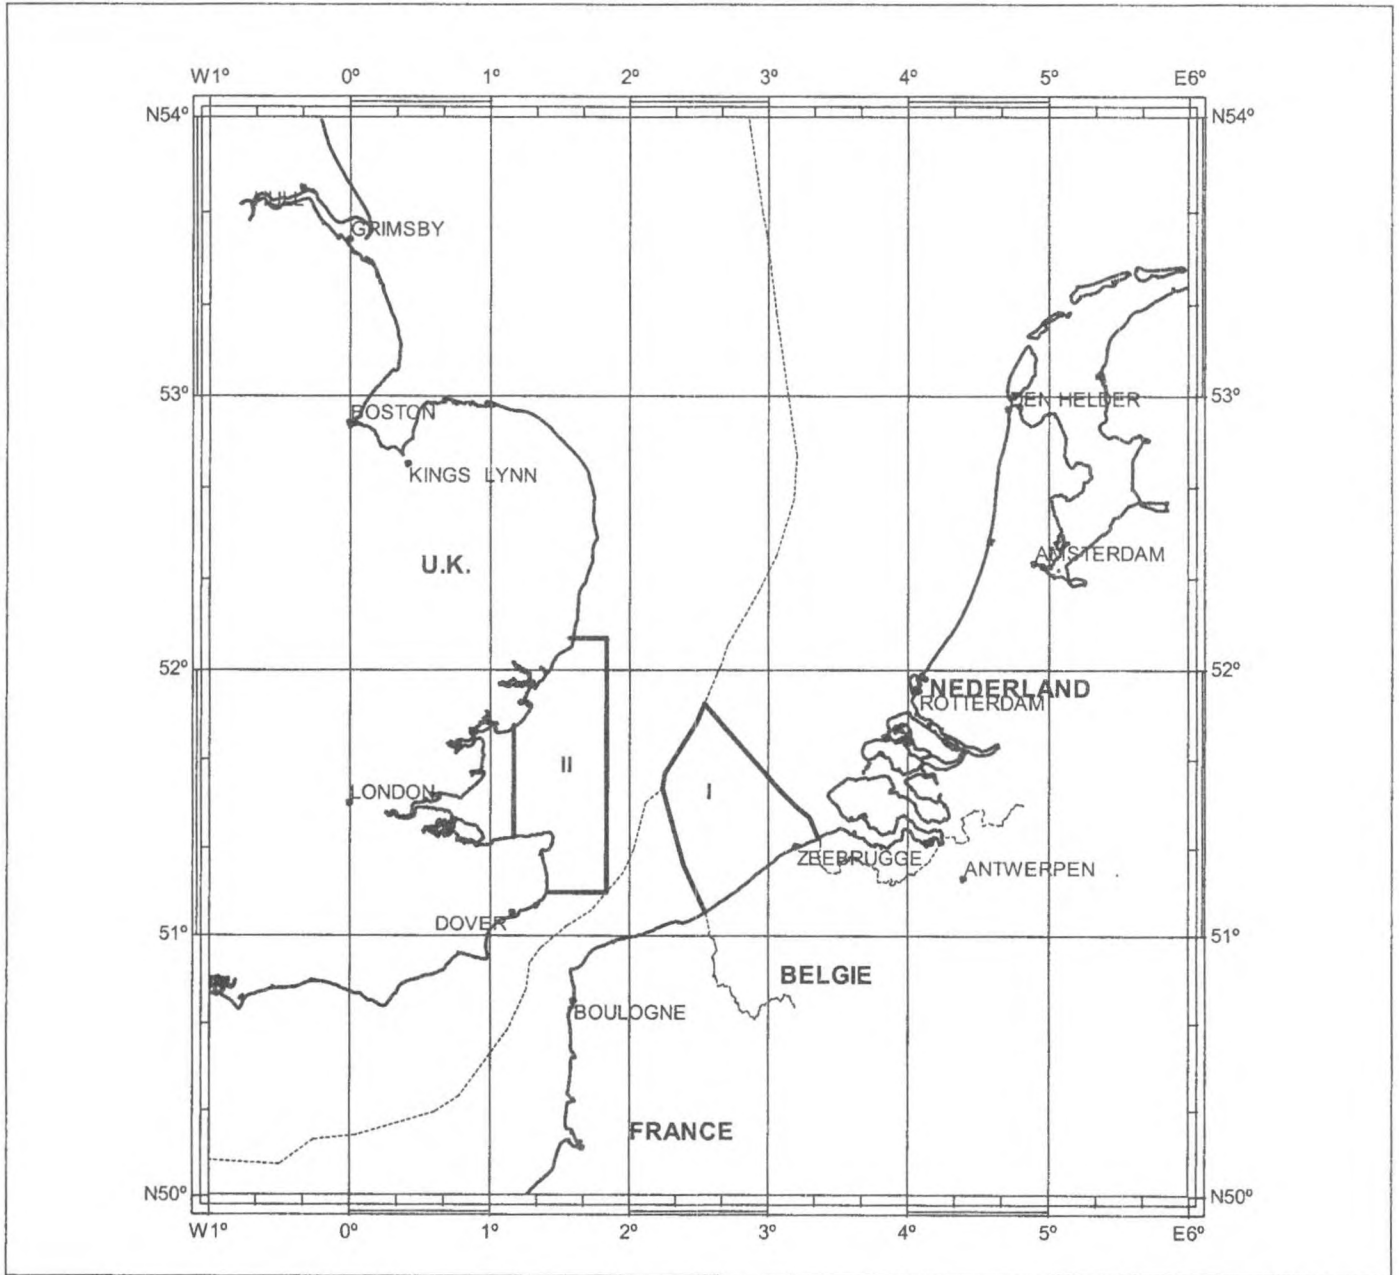 W1° 0° 1° 2° 3° 4° 5° E6°
N54° N54°
HULL
GRIMSBY
53° 53°
BOSTON
DEN HELDER
KINGS LYNN
U.K.
AMSTERDAM
52° 52°
NEDERLAND
ROTTERDAM
II
I
LONDON
ZEEBRUGGE
ANTWERPEN
DOVER
51° 51°
BELGIE
BOULOGNE
FRANCE
N50° N50°
W1° 0° 1° 2° 3° 4° 5° E6°